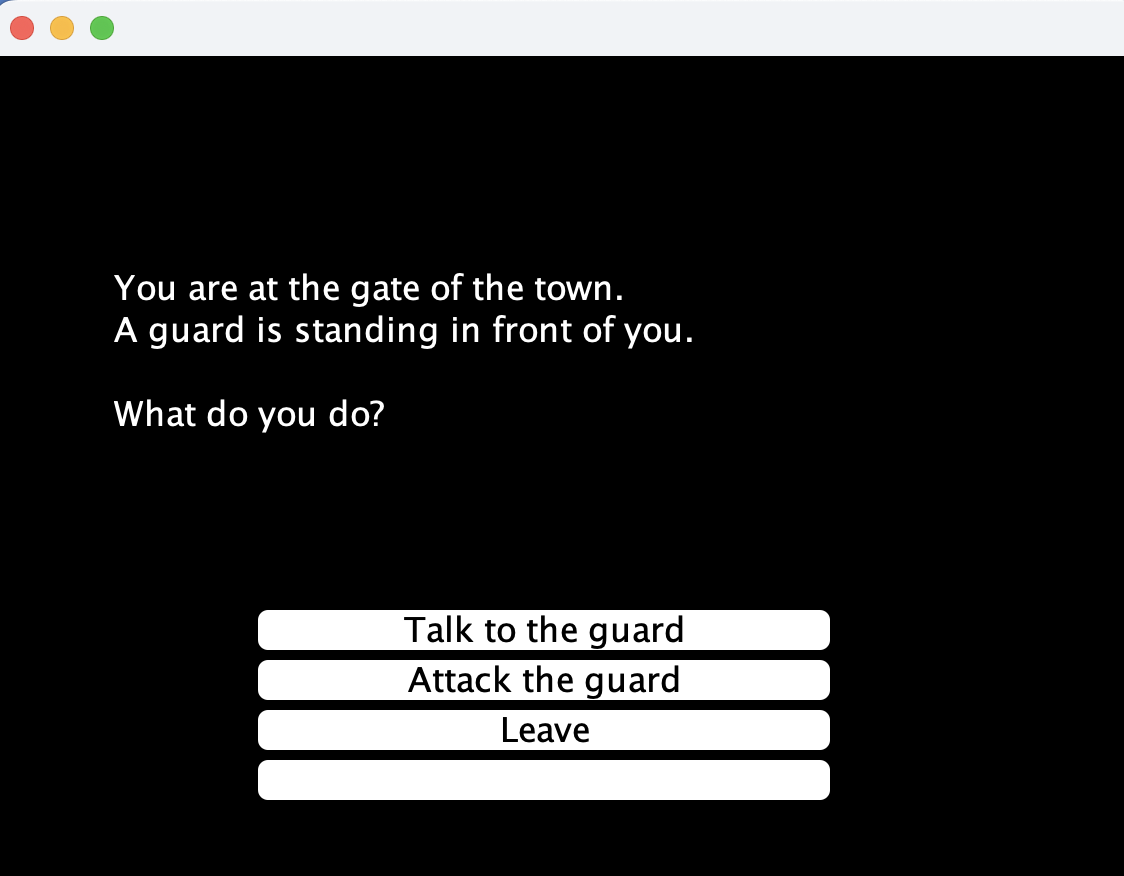 You are at the gate of the town.
A guard is standing in front of you.
What do you do?
Talk to the guard
Attack the guard
Leave